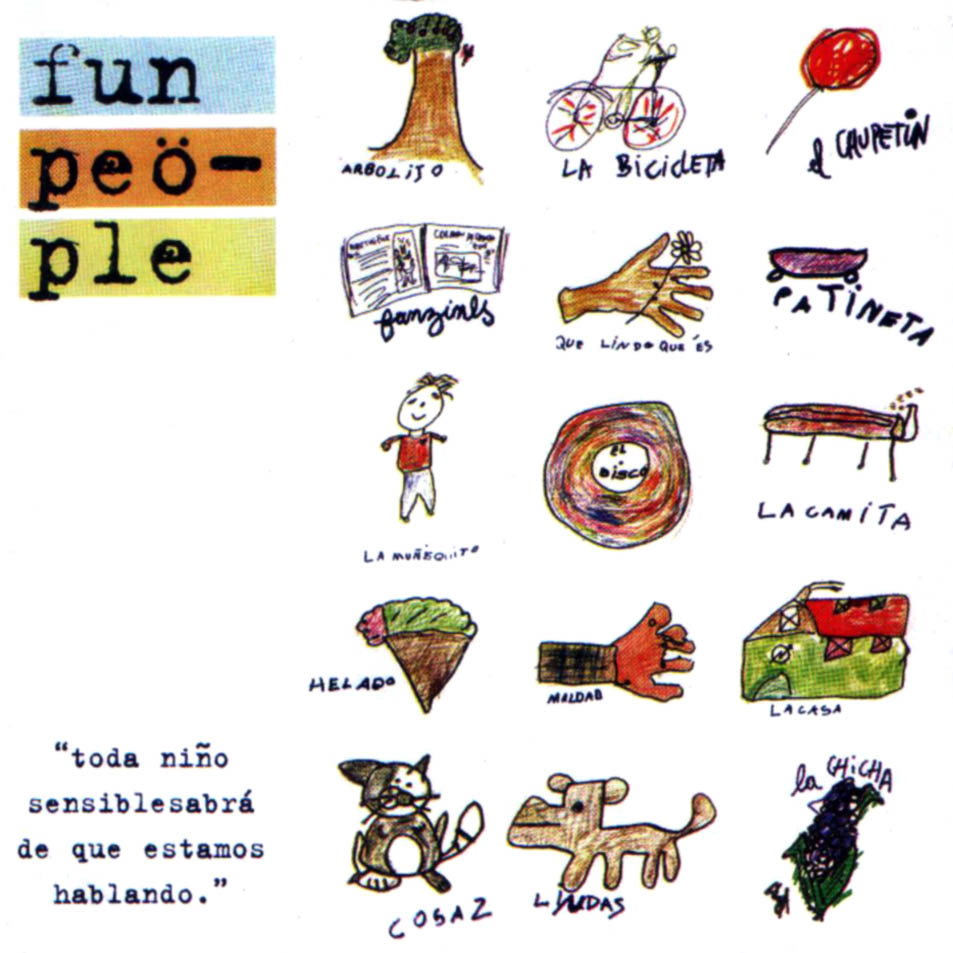 fun
peö-
ple
ARBOLIJO
LA BiCiCLETA
el CHUPETiN
fanzines
QUE LiNDO QUE ES
PATiNETA
LA MUÑEQUITO
EL
DISCO
LA CAMiTA
HELADO
MALDAD
LA CASA
COSAZ
LiNDAS
la CHiCHA
“toda niño
sensiblesabrá
de que estamos
hablando.”